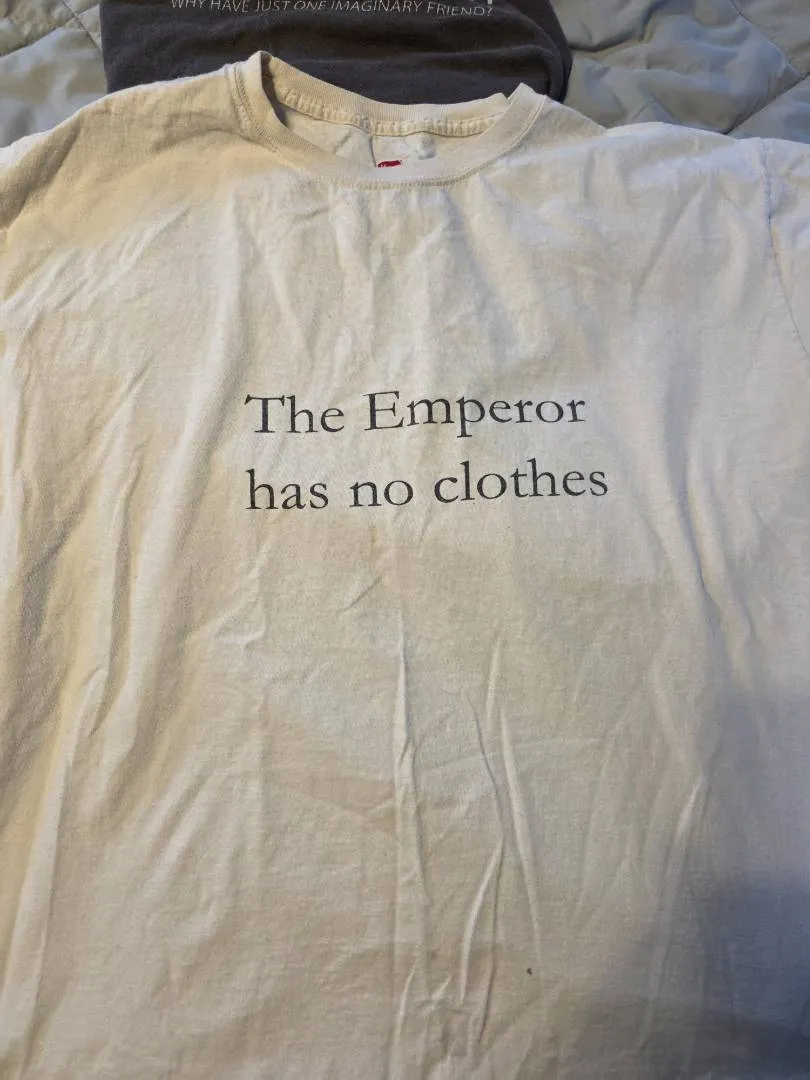 WHY HAVE JUST ONE IMAGINARY FRIEND?
The Emperor
has no clothes